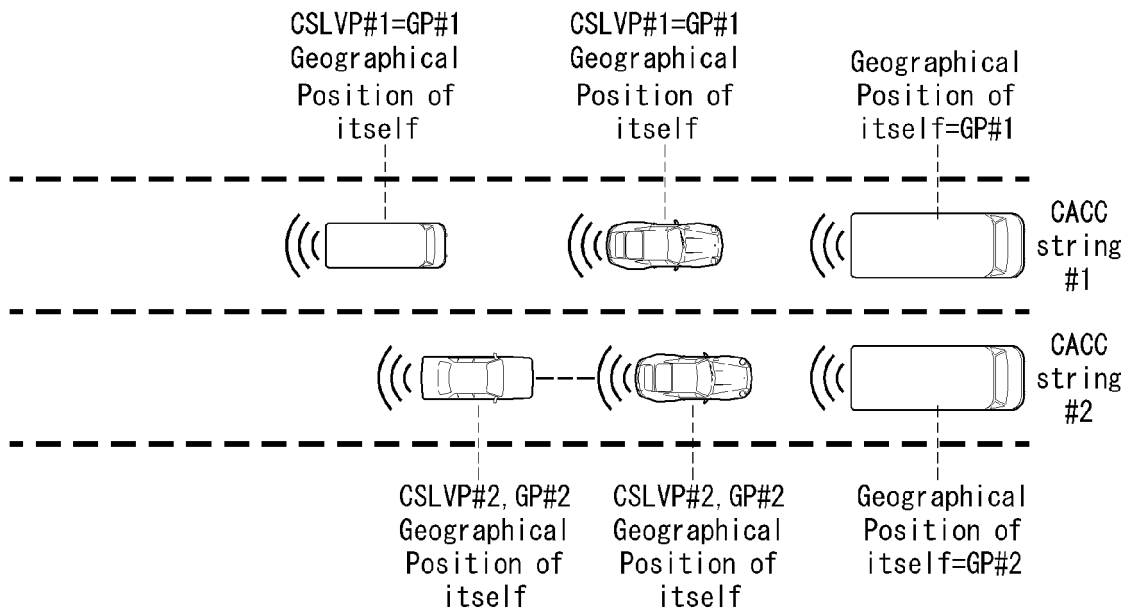 CSLVP#1=GP#1
Geographical
Position of
itself
CSLVP#1=GP#1
Geographical
Position of
itself
Geographical
Position of
itself=GP#1
CACC
string
#1
CACC
string
#2
CSLVP#2, GP#2
Geographical
Position of
itself
CSLVP#2, GP#2
Geographical
Position of
itself
Geographical
Position of
itself=GP#2